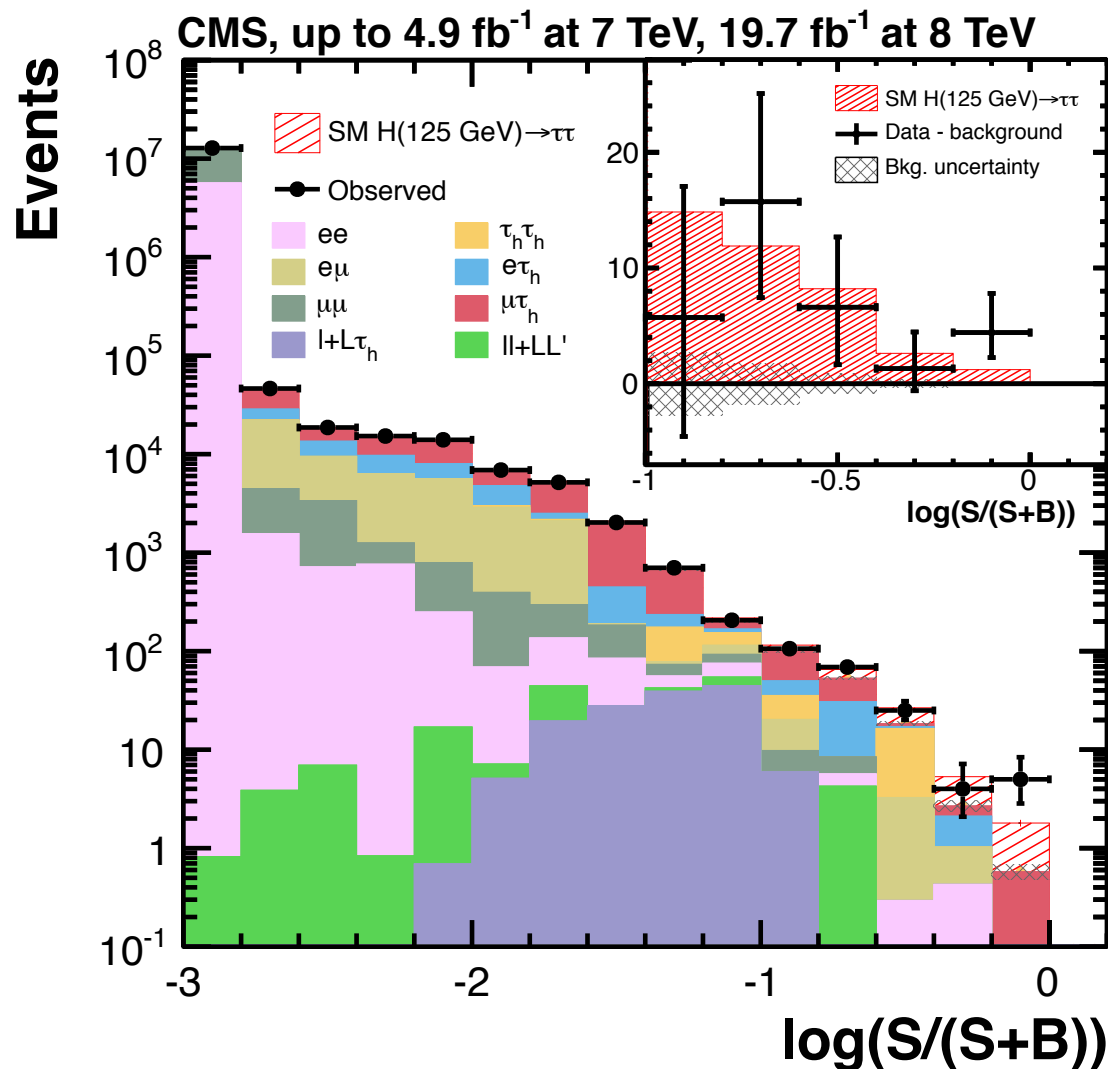 CMS, up to 4.9 fb⁻¹ at 7 TeV, 19.7 fb⁻¹ at 8 TeV
Events
10⁸
10⁷
10⁶
10⁵
10⁴
10³
10²
10
1
10⁻¹
SM H(125 GeV)→ττ
Observed
ee
eμ
μμ
l+Lτₕ
τₕτₕ
eτₕ
μτₕ
ll+LL'
SM H(125 GeV)→ττ
Data - background
Bkg. uncertainty
20
10
0
-1
-0.5
0
log(S/(S+B))
-3
-2
-1
0
log(S/(S+B))